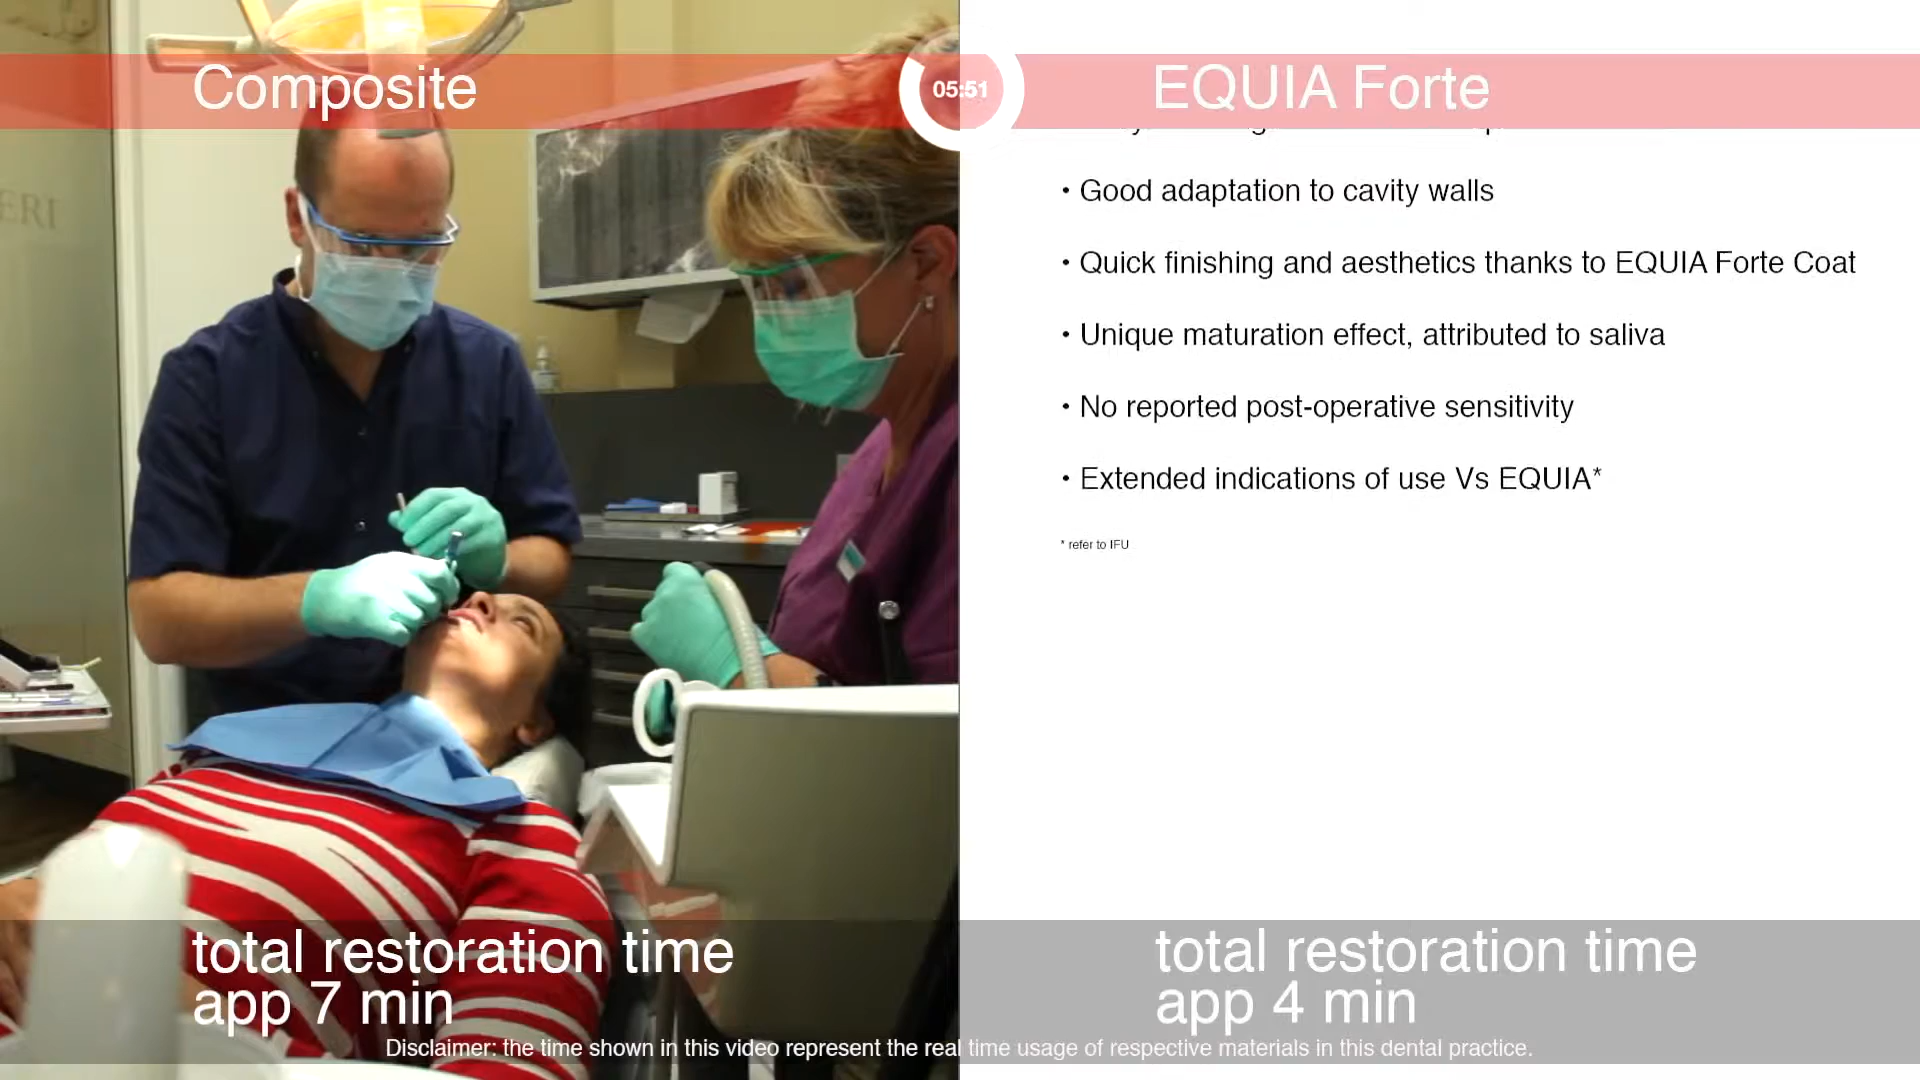 Composite
05:51
EQUIA Forte
ERI
• Good adaptation to cavity walls
• Quick finishing and aesthetics thanks to EQUIA Forte Coat
• Unique maturation effect, attributed to saliva
• No reported post-operative sensitivity
• Extended indications of use Vs EQUIA*
* refer to IFU
total restoration time
app 7 min
total restoration time
app 4 min
Disclaimer: the time shown in this video represent the real time usage of respective materials in this dental practice.